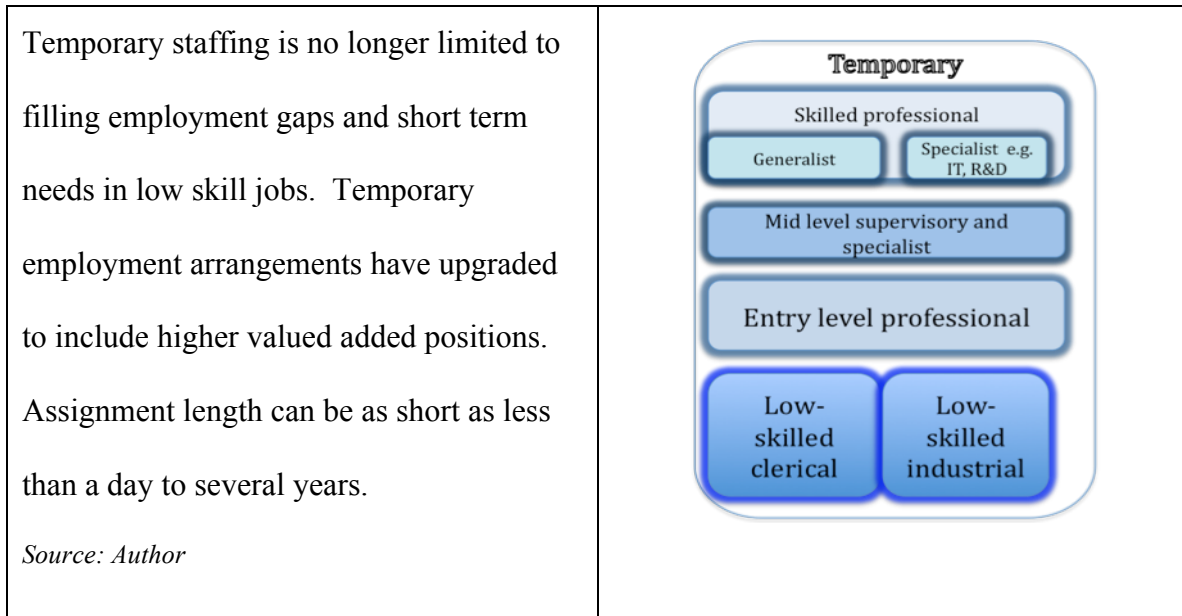 Temporary staffing is no longer limited to
filling employment gaps and short term
needs in low skill jobs.  Temporary
employment arrangements have upgraded
to include higher valued added positions.
Assignment length can be as short as less
than a day to several years.
Source: Author
Temporary
Skilled professional
Generalist
Specialist e.g.
IT, R&D
Mid level supervisory and
specialist
Entry level professional
Low-
skilled
clerical
Low-
skilled
industrial